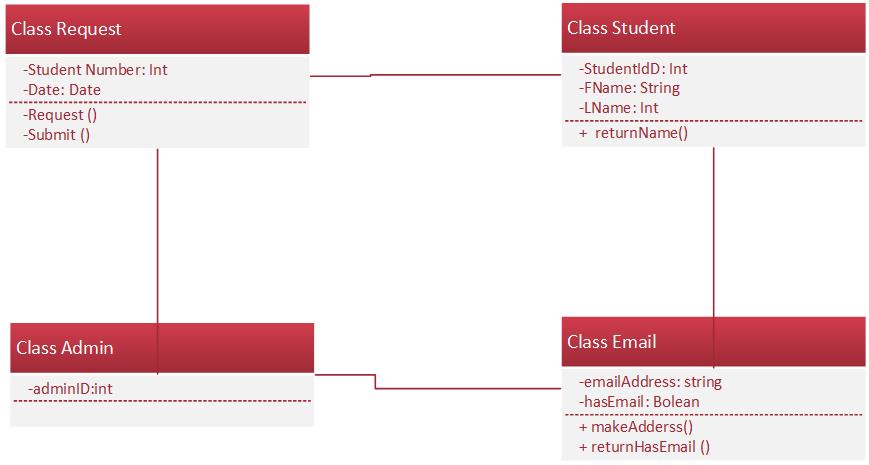 Class Request
-Student Number: Int
-Date: Date
-Request ()
-Submit ()
Class Student
-StudentIdD: Int
-FName: String
-LName: Int
+ returnName()
Class Admin
-adminID:int
Class Email
-emailAddress: string
-hasEmail: Bolean
+ makeAdderss()
+ returnHasEmail ()